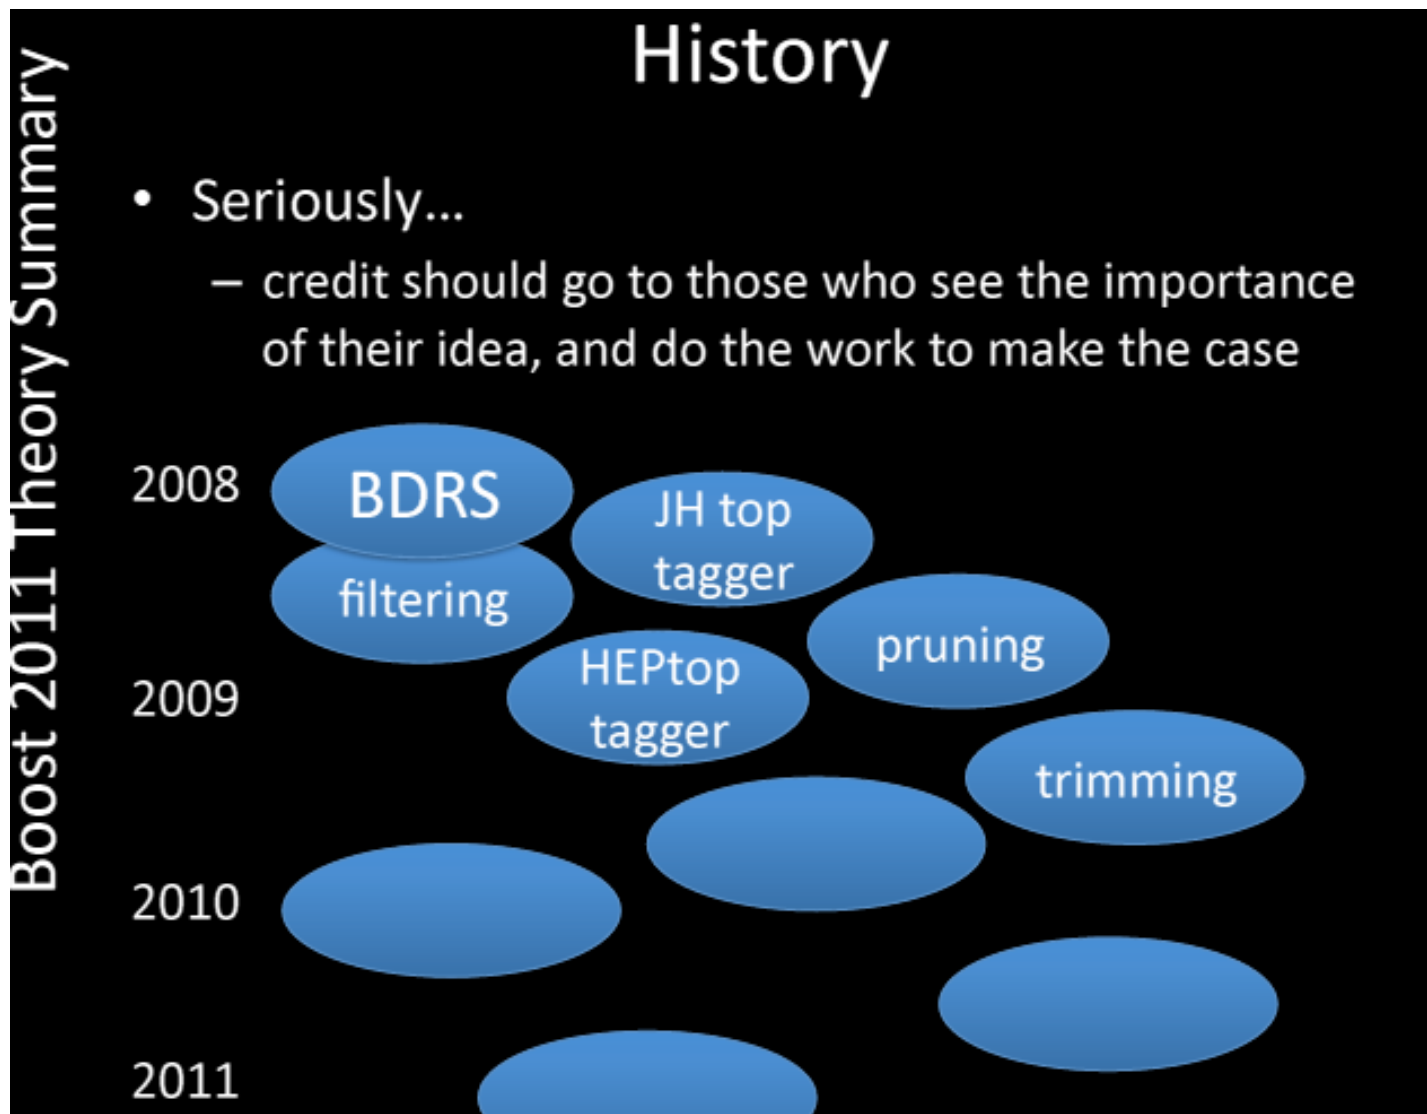 History
Boost 2011 Theory Summary
• Seriously...
– credit should go to those who see the importance
of their idea, and do the work to make the case
2008
BDRS
JH top
tagger
filtering
pruning
HEPtop
tagger
2009
trimming
2010
2011